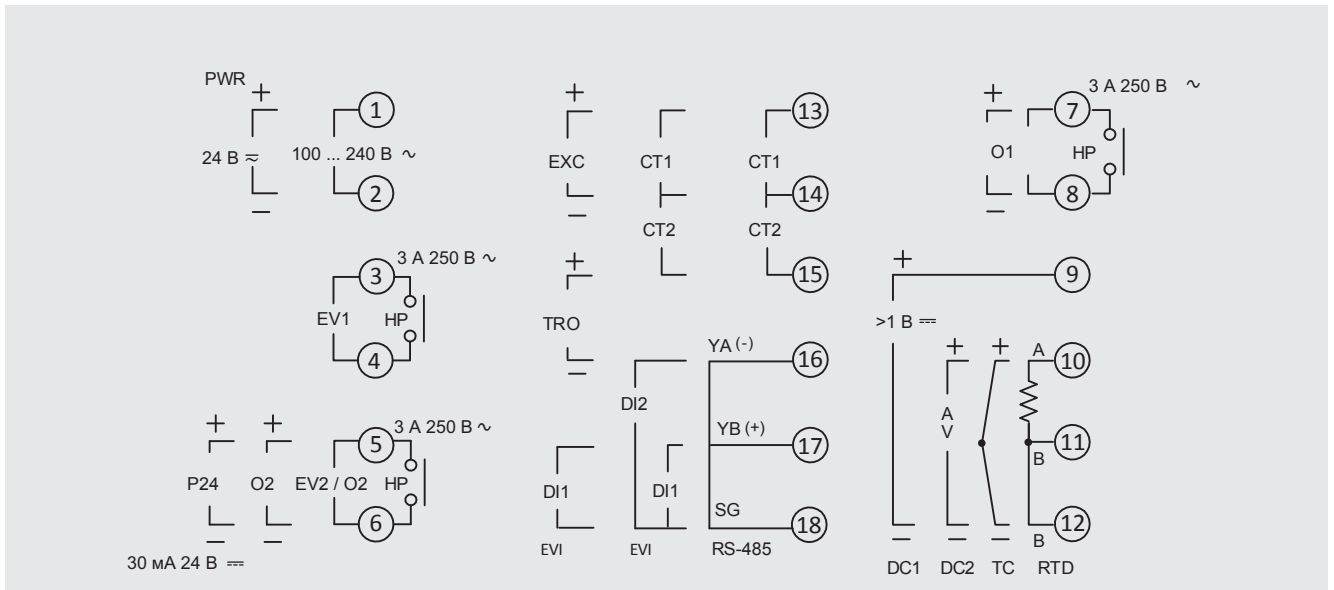 PWR
+
24 В ≂
−
100 ... 240 В ~
1
2
3 А 250 В ~
3
EV1
HP
4
3 А 250 В ~
+
+
5
P24
O2
EV2 / O2
HP
6
−
−
30 мА 24 В ⎓
+
EXC
−
CT1
CT2
CT1
CT2
13
14
15
+
TRO
−
DI1
EVI
DI2
DI1
EVI
YA (-)
16
YB (+)
17
SG
18
RS-485
3 А 250 В ~
+
7
O1
HP
8
−
+
9
>1 В ⎓
+
+
A
10
A
V
11
B
12
B
−
−
−
DC1
DC2
TC
RTD